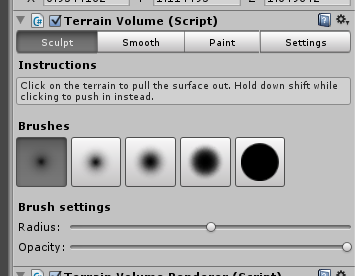 Terrain Volume (Script)
Sculpt Smooth Paint Settings
Instructions
Click on the terrain to pull the surface out. Hold down shift while
clicking to push in instead.
Brushes
Brush settings
Radius:
Opacity:
Terrain Volume Renderer (Script)